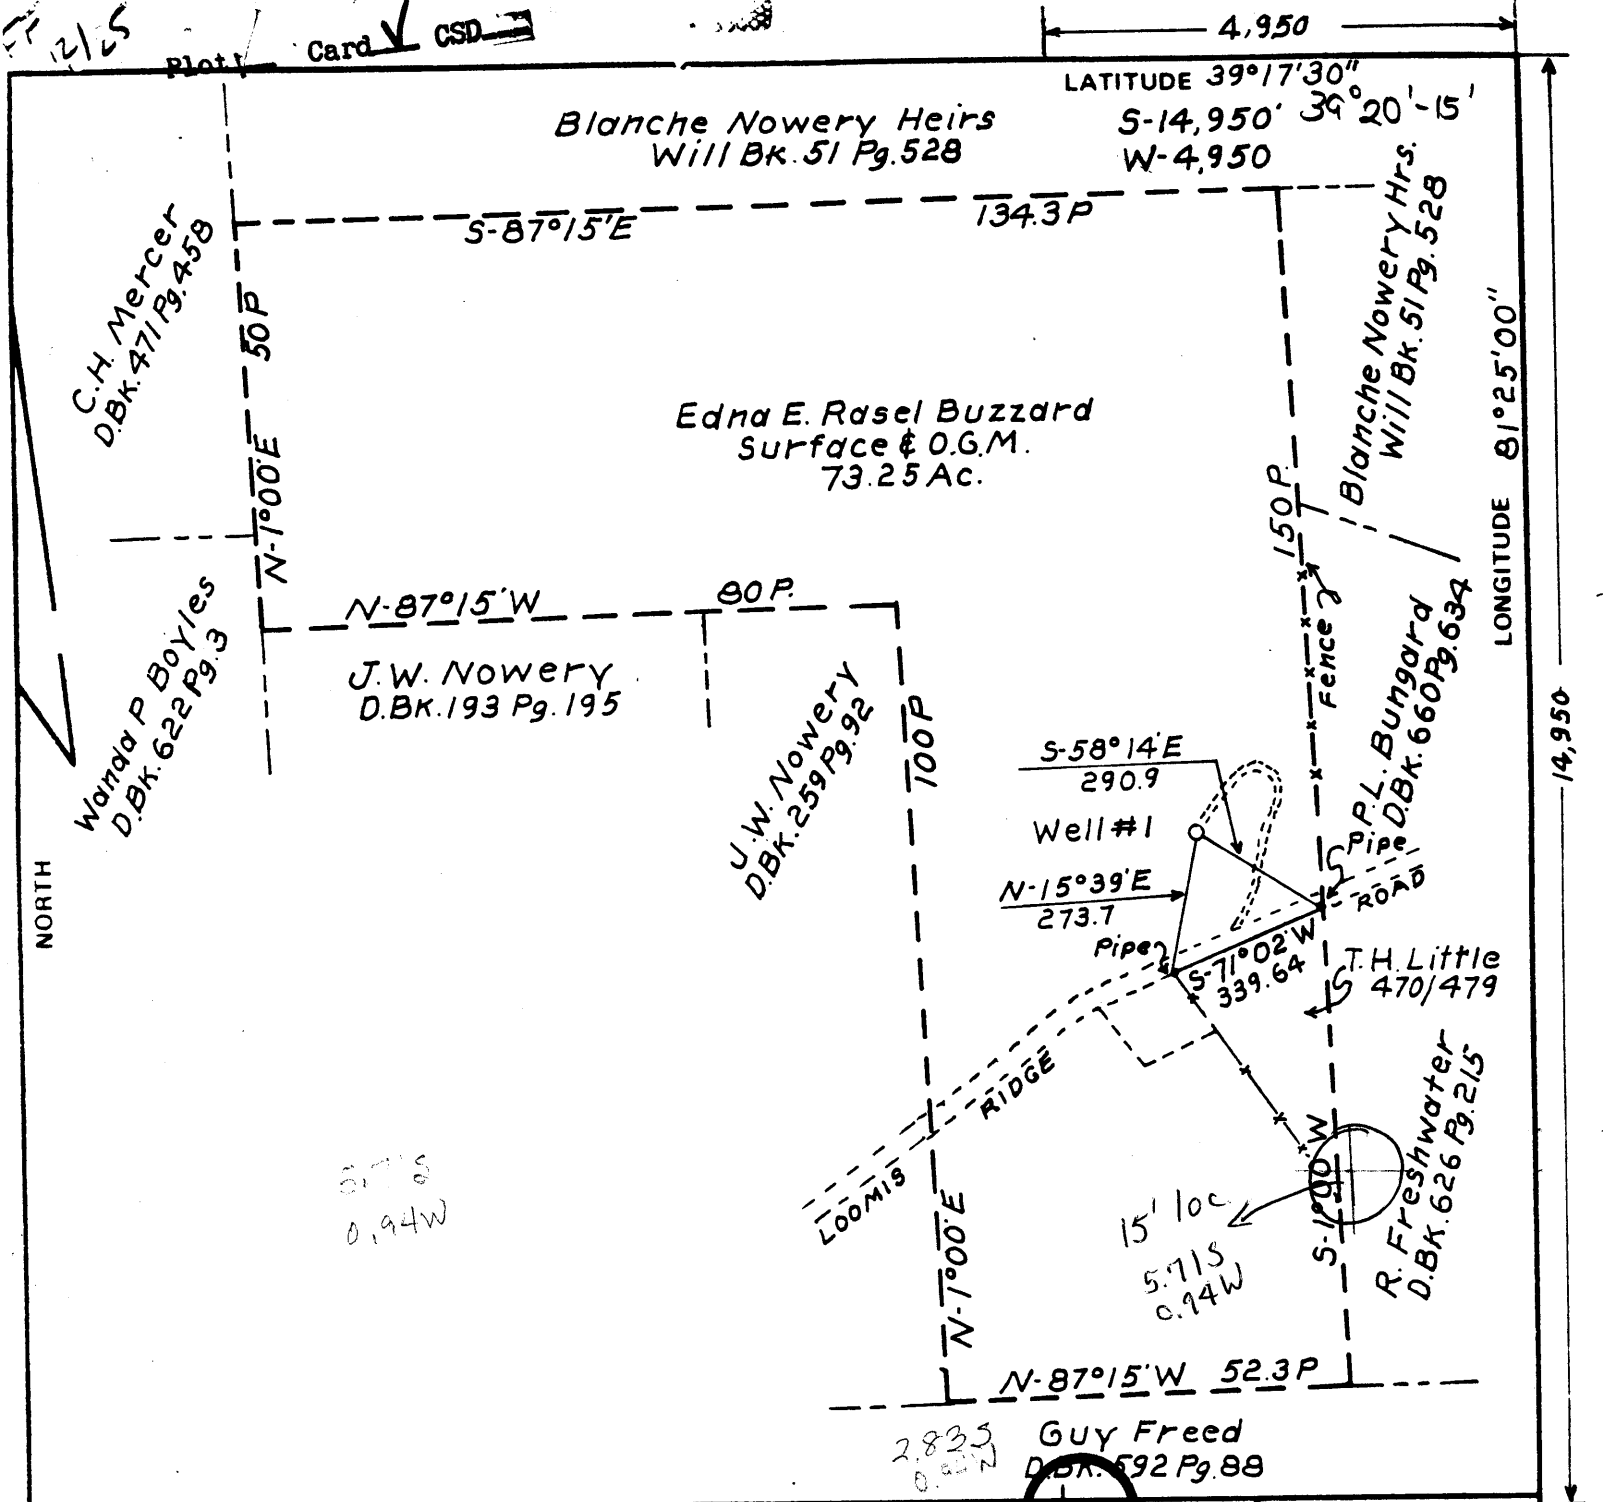 12/25
Plott
Card ✓
CSD
4,950
LATITUDE 39°17'30"
39°20'-15'
S-14,950'
W-4,950
Blanche Nowery Heirs
Will Bk. 51 Pg. 528
S-87°15'E
134.3P
C.H. Mercer
D.Bk. 471 Pg. 458
50P
N-1°00'E
Blanche Nowery Hrs.
Will Bk. 51 Pg. 528
LONGITUDE 81°25'00"
Edna E. Rasel Buzzard
Surface & O.G.M.
73.25 Ac.
150 P.
Fence
N-87°15'W
80 P.
Wanda P Boyles
D.Bk. 622 Pg. 3
J.W. Nowery
D.Bk. 193 Pg. 195
J.W. Nowery
D.Bk. 259 Pg. 92
100 P
P.L. Bungard
D.Bk. 660 Pg. 634
14,950
S-58°14'E
290.9
Well #1
Pipe
ROAD
N-15°39'E
273.7
Pipe
S-71°02'W
339.64
T.H. Little
470/479
NORTH
RIDGE
LOOMIS
R. Freshwater
D.Bk. 626 Pg. 215
S-1°00'W
0.94W
15' loc
5.71S
0.94W
N-1°00'E
N-87°15'W 52.3P
2.83S
Guy Freed
D.Bk. 592 Pg. 88